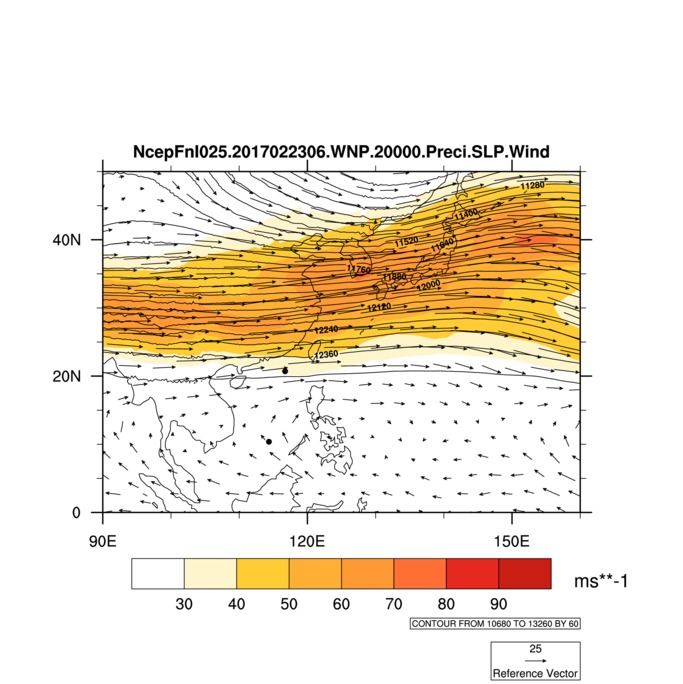 NcepFnl025.2017022306.WNP.20000.Preci.SLP.Wind
11280
11400
40N
11520
11640
11760
11880
12000
12120
12240
12360
20N
0
90E 120E 150E
ms**-1
30 40 50 60 70 80 90
CONTOUR FROM 10680 TO 13260 BY 60
25
Reference Vector